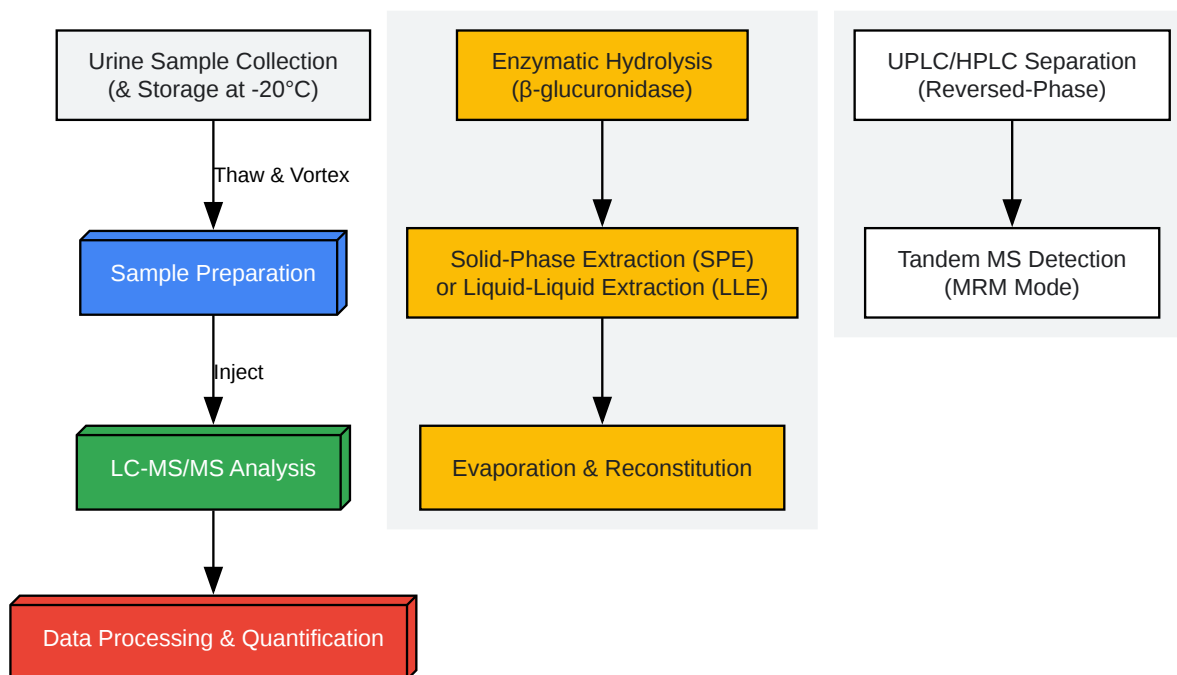 Urine Sample Collection
(& Storage at -20°C)
Thaw & Vortex
Sample Preparation
Inject
LC-MS/MS Analysis
Data Processing & Quantification
Enzymatic Hydrolysis
(β-glucuronidase)
Solid-Phase Extraction (SPE)
or Liquid-Liquid Extraction (LLE)
Evaporation & Reconstitution
UPLC/HPLC Separation
(Reversed-Phase)
Tandem MS Detection
(MRM Mode)